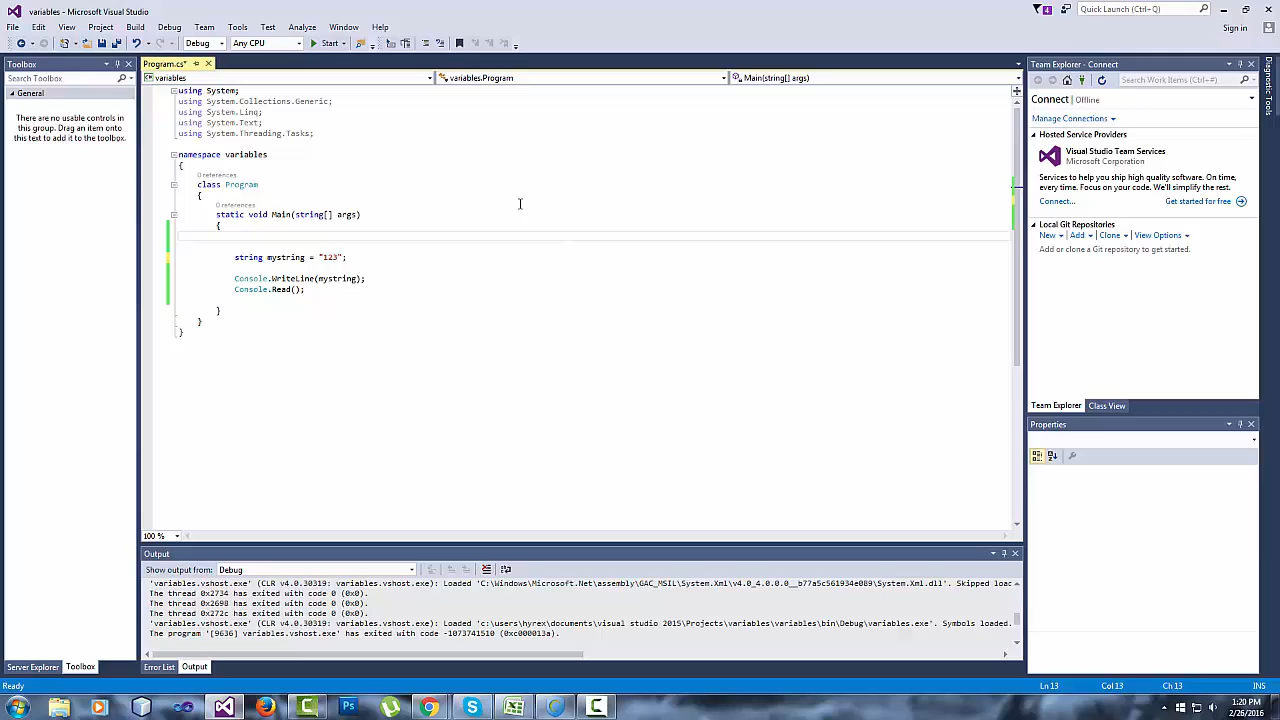 variables - Microsoft Visual Studio
4
Quick Launch (Ctrl+Q)
File Edit View Project Build Debug Team Tools Test Analyze Window Help
Sign in
Debug Any CPU Start
Toolbox
Search Toolbox
General
There are no usable controls in
this group. Drag an item onto
this text to add it to the toolbox.
Server Explorer Toolbox
Program.cs*
variables variables.Program Main(string[] args)
using System;
using System.Collections.Generic;
using System.Linq;
using System.Text;
using System.Threading.Tasks;
namespace variables
{
0 references
class Program
{
0 references
static void Main(string[] args)
{
string mystring = "123";
Console.WriteLine(mystring);
Console.Read();
}
}
}
100 %
Output
Show output from: Debug
'variables.vshost.exe' (CLR v4.0.30319: variables.vshost.exe): Loaded 'C:\Windows\Microsoft.Net\assembly\GAC_MSIL\System.Xml\v4.0_4.0.0.0__b77a5c561934e089\System.Xml.dll'. Skipped loac
The thread 0x2734 has exited with code 0 (0x0).
The thread 0x2698 has exited with code 0 (0x0).
The thread 0x272c has exited with code 0 (0x0).
'variables.vshost.exe' (CLR v4.0.30319: variables.vshost.exe): Loaded 'c:\users\hyrex\documents\visual studio 2015\Projects\variables\variables\bin\Debug\variables.exe'. Symbols loaded.
The program '[9636] variables.vshost.exe' has exited with code -1073741510 (0xc000013a).
Error List Output
Team Explorer - Connect
Search Work Items (Ctrl+')
Connect | Offline
Manage Connections
Hosted Service Providers
Visual Studio Team Services
Microsoft Corporation
Services to help you ship high quality software. On time,
every time. Focus on your code. We'll simplify the rest.
Connect... Get started for free
Local Git Repositories
New Add Clone View Options
Add or clone a Git repository to get started.
Team Explorer Class View
Properties
Diagnostic Tools
Ready Ln 13 Col 13 Ch 13 INS
1:20 PM
2/26/2016